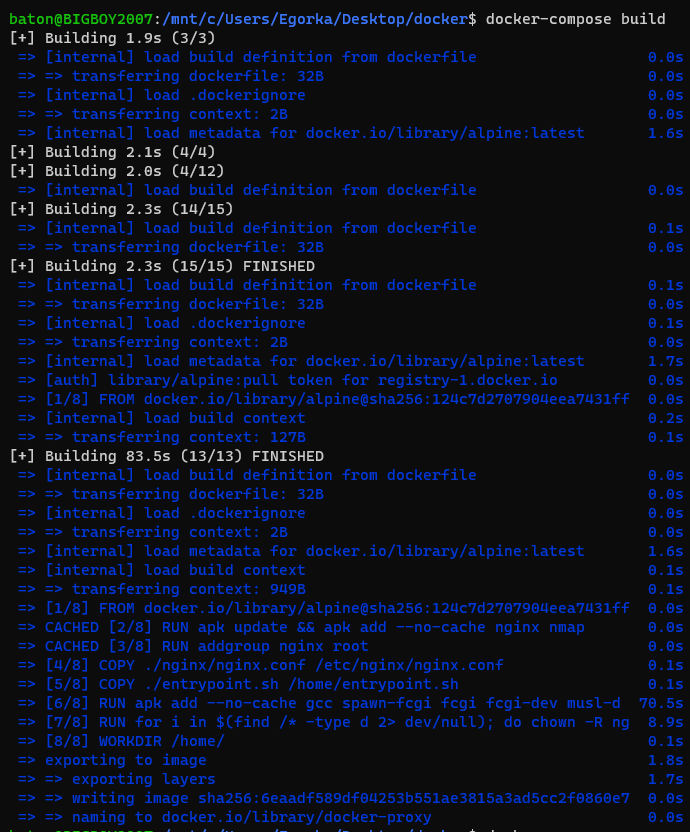 baton@BIGBOY2007:/mnt/c/Users/Egorka/Desktop/docker$ docker-compose build
[+] Building 1.9s (3/3)
=> [internal] load build definition from dockerfile 0.0s
=> => transferring dockerfile: 32B 0.0s
=> [internal] load .dockerignore 0.0s
=> => transferring context: 2B 0.0s
=> [internal] load metadata for docker.io/library/alpine:latest 1.6s
[+] Building 2.1s (4/4)
[+] Building 2.0s (4/12)
=> [internal] load build definition from dockerfile 0.0s
[+] Building 2.3s (14/15)
=> [internal] load build definition from dockerfile 0.1s
=> => transferring dockerfile: 32B 0.0s
[+] Building 2.3s (15/15) FINISHED
=> [internal] load build definition from dockerfile 0.1s
=> => transferring dockerfile: 32B 0.0s
=> [internal] load .dockerignore 0.1s
=> => transferring context: 2B 0.0s
=> [internal] load metadata for docker.io/library/alpine:latest 1.7s
=> [auth] library/alpine:pull token for registry-1.docker.io 0.0s
=> [1/8] FROM docker.io/library/alpine@sha256:124c7d2707904eea7431ff 0.0s
=> [internal] load build context 0.2s
=> => transferring context: 127B 0.1s
[+] Building 83.5s (13/13) FINISHED
=> [internal] load build definition from dockerfile 0.0s
=> => transferring dockerfile: 32B 0.0s
=> [internal] load .dockerignore 0.0s
=> => transferring context: 2B 0.0s
=> [internal] load metadata for docker.io/library/alpine:latest 1.6s
=> [internal] load build context 0.1s
=> => transferring context: 949B 0.1s
=> [1/8] FROM docker.io/library/alpine@sha256:124c7d2707904eea7431ff 0.0s
=> CACHED [2/8] RUN apk update && apk add --no-cache nginx nmap 0.0s
=> CACHED [3/8] RUN addgroup nginx root 0.0s
=> [4/8] COPY ./nginx/nginx.conf /etc/nginx/nginx.conf 0.1s
=> [5/8] COPY ./entrypoint.sh /home/entrypoint.sh 0.1s
=> [6/8] RUN apk add --no-cache gcc spawn-fcgi fcgi fcgi-dev musl-d 70.5s
=> [7/8] RUN for i in $(find /* -type d 2> dev/null); do chown -R ng 8.9s
=> [8/8] WORKDIR /home/ 0.1s
=> exporting to image 1.8s
=> => exporting layers 1.7s
=> => writing image sha256:6eaadf589df04253b551ae3815a3ad5cc2f0860e7 0.0s
=> => naming to docker.io/library/docker-proxy 0.0s